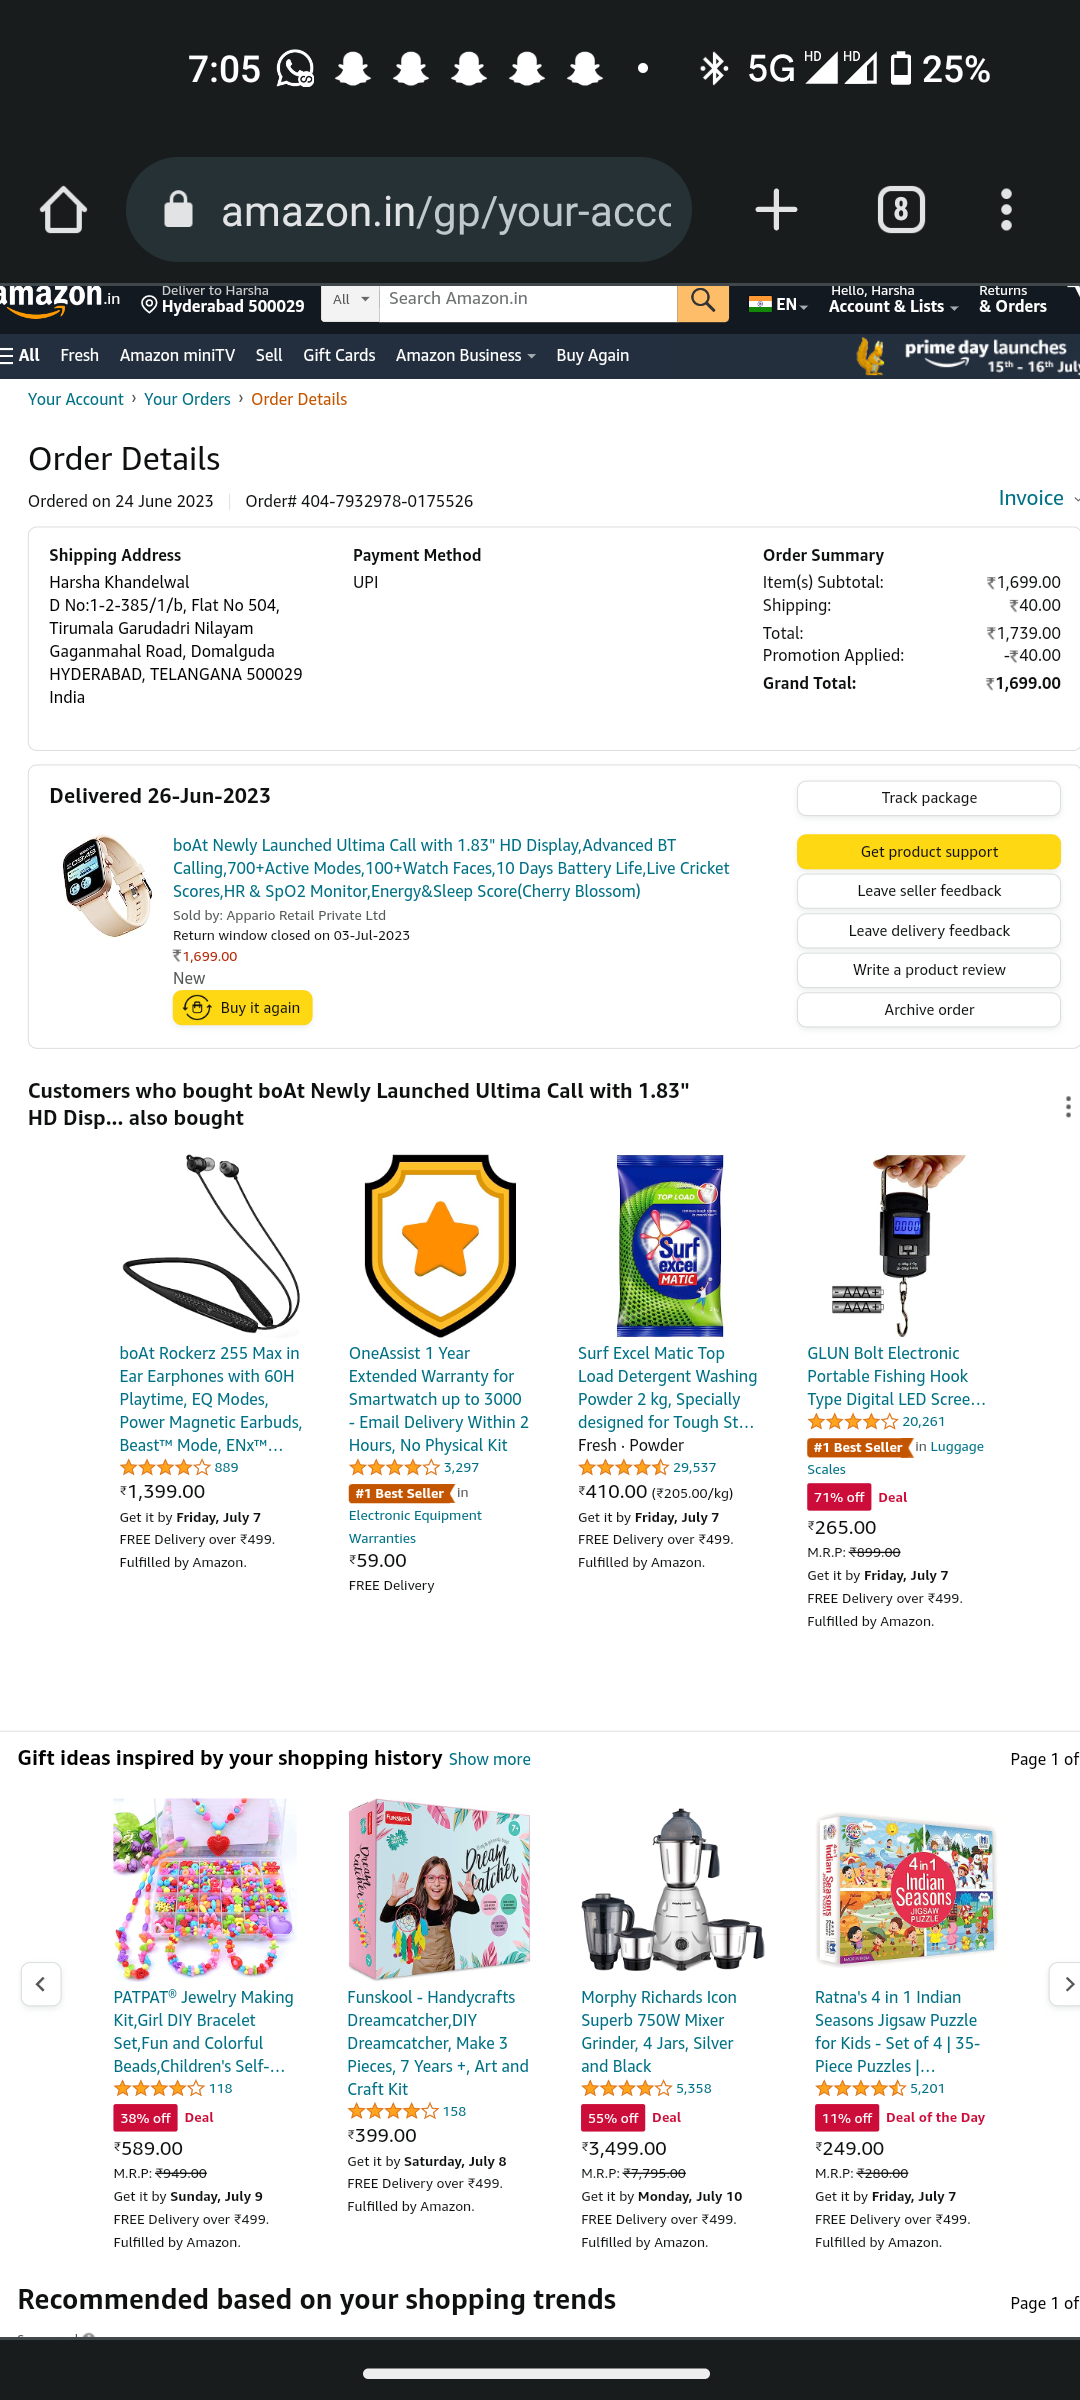 7:05
5G
HD
HD
25%
amazon.in/gp/your-acc
8
amazon.in
Deliver to Harsha
Hyderabad 500029
All
Search Amazon.in
EN
Hello, Harsha
Account & Lists
Returns
& Orders
All
Fresh
Amazon miniTV
Sell
Gift Cards
Amazon Business
Buy Again
prime day launches
15th - 16th July
Your Account › Your Orders › Order Details
Order Details
Ordered on 24 June 2023
Order# 404-7932978-0175526
Invoice
Shipping Address
Harsha Khandelwal
D No:1-2-385/1/b, Flat No 504,
Tirumala Garudadri Nilayam
Gaganmahal Road, Domalguda
HYDERABAD, TELANGANA 500029
India
Payment Method
UPI
Order Summary
Item(s) Subtotal: ₹1,699.00
Shipping: ₹40.00
Total: ₹1,739.00
Promotion Applied: -₹40.00
Grand Total: ₹1,699.00
Delivered 26-Jun-2023
boAt Newly Launched Ultima Call with 1.83" HD Display,Advanced BT
Calling,700+Active Modes,100+Watch Faces,10 Days Battery Life,Live Cricket
Scores,HR & SpO2 Monitor,Energy&Sleep Score(Cherry Blossom)
Sold by: Appario Retail Private Ltd
Return window closed on 03-Jul-2023
₹1,699.00
New
Buy it again
Track package
Get product support
Leave seller feedback
Leave delivery feedback
Write a product review
Archive order
Customers who bought boAt Newly Launched Ultima Call with 1.83"
HD Disp... also bought
boAt Rockerz 255 Max in
Ear Earphones with 60H
Playtime, EQ Modes,
Power Magnetic Earbuds,
Beast™ Mode, ENx™...
889
₹1,399.00
Get it by Friday, July 7
FREE Delivery over ₹499.
Fulfilled by Amazon.
OneAssist 1 Year
Extended Warranty for
Smartwatch up to 3000
- Email Delivery Within 2
Hours, No Physical Kit
3,297
#1 Best Seller in
Electronic Equipment
Warranties
₹59.00
FREE Delivery
TOP LOAD
Surf
excel
MATIC
Surf Excel Matic Top
Load Detergent Washing
Powder 2 kg, Specially
designed for Tough St...
Fresh · Powder
29,537
₹410.00 (₹205.00/kg)
Get it by Friday, July 7
FREE Delivery over ₹499.
Fulfilled by Amazon.
AAA+
AAA+
GLUN Bolt Electronic
Portable Fishing Hook
Type Digital LED Scree...
20,261
#1 Best Seller in Luggage
Scales
71% off Deal
₹265.00
M.R.P: ₹899.00
Get it by Friday, July 7
FREE Delivery over ₹499.
Fulfilled by Amazon.
Gift ideas inspired by your shopping history Show more
Page 1 of
PATPAT® Jewelry Making
Kit,Girl DIY Bracelet
Set,Fun and Colorful
Beads,Children's Self-...
118
38% off Deal
₹589.00
M.R.P: ₹949.00
Get it by Sunday, July 9
FREE Delivery over ₹499.
Fulfilled by Amazon.
Funskool
7+
Dream
Catcher
Dream
Catcher
Funskool - Handycrafts
Dreamcatcher,DIY
Dreamcatcher, Make 3
Pieces, 7 Years +, Art and
Craft Kit
158
₹399.00
Get it by Saturday, July 8
FREE Delivery over ₹499.
Fulfilled by Amazon.
Morphy Richards Icon
Superb 750W Mixer
Grinder, 4 Jars, Silver
and Black
5,358
55% off Deal
₹3,499.00
M.R.P: ₹7,795.00
Get it by Monday, July 10
FREE Delivery over ₹499.
Fulfilled by Amazon.
4 in 1
Indian
Seasons
JIGSAW
PUZZLE
Indian Seasons
Ratna's 4 in 1 Indian
Seasons Jigsaw Puzzle
for Kids - Set of 4 | 35-
Piece Puzzles |...
5,201
11% off Deal of the Day
₹249.00
M.R.P: ₹280.00
Get it by Friday, July 7
FREE Delivery over ₹499.
Fulfilled by Amazon.
Recommended based on your shopping trends
Page 1 of